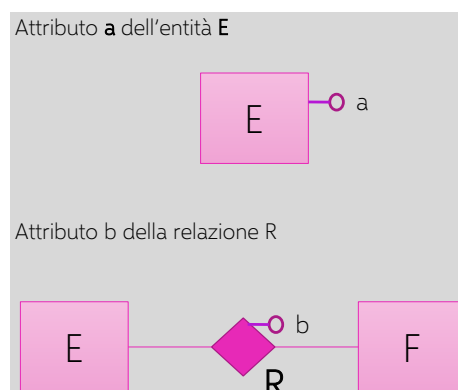 Attributo a dell'entità E
E
a
Attributo b della relazione R
b
E
F
R